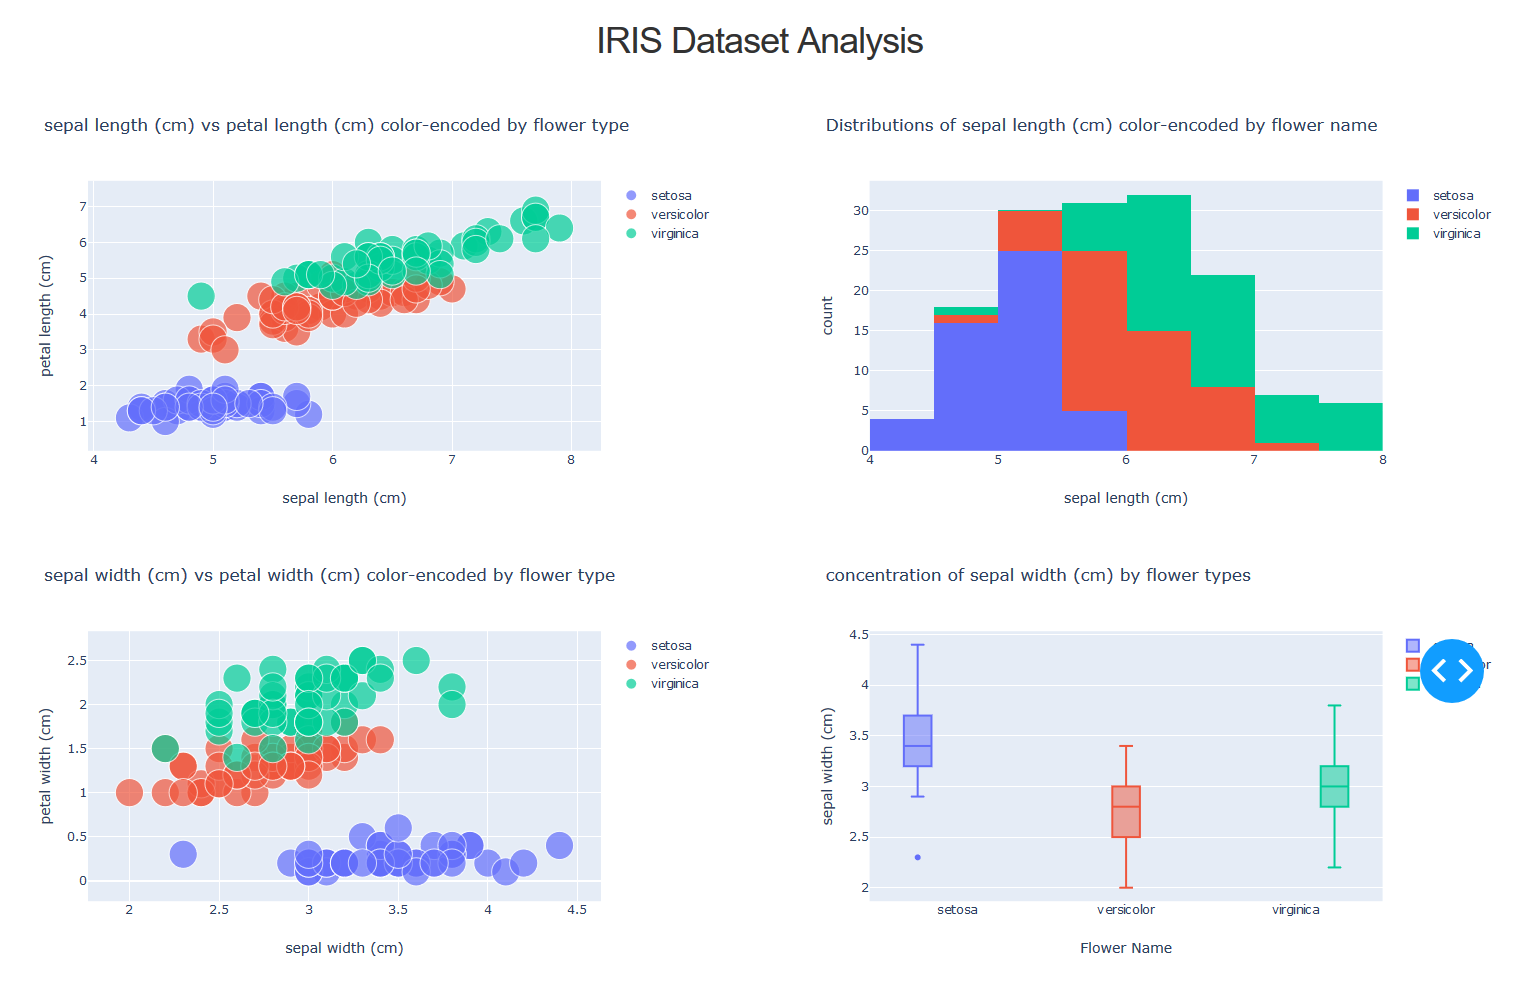 IRIS Dataset Analysis
sepal length (cm) vs petal length (cm) color-encoded by flower type
7
6
5
4
3
2
1
petal length (cm)
4 5 6 7 8
sepal length (cm)
setosa
versicolor
virginica
Distributions of sepal length (cm) color-encoded by flower name
30
25
20
15
10
5
0
count
4 5 6 7 8
sepal length (cm)
setosa
versicolor
virginica
sepal width (cm) vs petal width (cm) color-encoded by flower type
2.5
2
1.5
1
0.5
0
petal width (cm)
2 2.5 3 3.5 4 4.5
sepal width (cm)
setosa
versicolor
virginica
concentration of sepal width (cm) by flower types
4.5
4
3.5
3
2.5
2
sepal width (cm)
setosa versicolor virginica
Flower Name